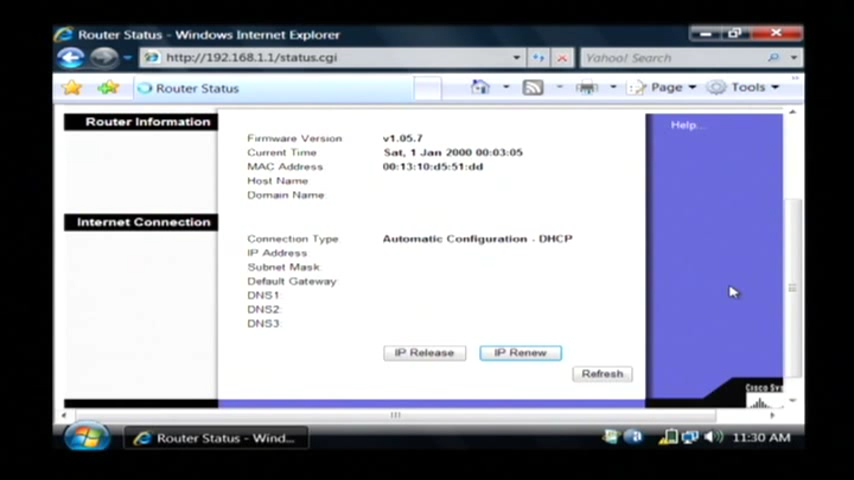 Router Status - Windows Internet Explorer
http://192.168.1.1/status.cgi
Yahoo! Search
Router Status
Page
Tools
Router Information
Help...
Firmware Version v1.05.7
Current Time Sat, 1 Jan 2000 00:03:05
MAC Address 00:13:10:d5:51:dd
Host Name
Domain Name
Internet Connection
Connection Type Automatic Configuration - DHCP
IP Address
Subnet Mask
Default Gateway
DNS1:
DNS2:
DNS3:
IP Release IP Renew
Refresh
Cisco Sy
Router Status - Wind...
11:30 AM